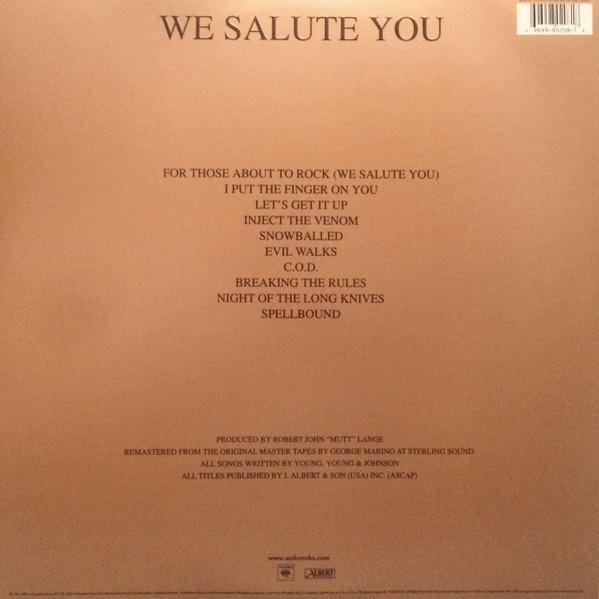 WE SALUTE YOU
FOR THOSE ABOUT TO ROCK (WE SALUTE YOU)
I PUT THE FINGER ON YOU
LET'S GET IT UP
INJECT THE VENOM
SNOWBALLED
EVIL WALKS
C.O.D.
BREAKING THE RULES
NIGHT OF THE LONG KNIVES
SPELLBOUND
PRODUCED BY ROBERT JOHN "MUTT" LANGE
REMASTERED FROM THE ORIGINAL MASTER TAPES BY GEORGE MARINO AT STERLING SOUND
ALL SONGS WRITTEN BY YOUNG, YOUNG & JOHNSON
ALL TITLES PUBLISHED BY J. ALBERT & SON (USA) INC. (ASCAP)
www.acdcrocks.com
ALBERT